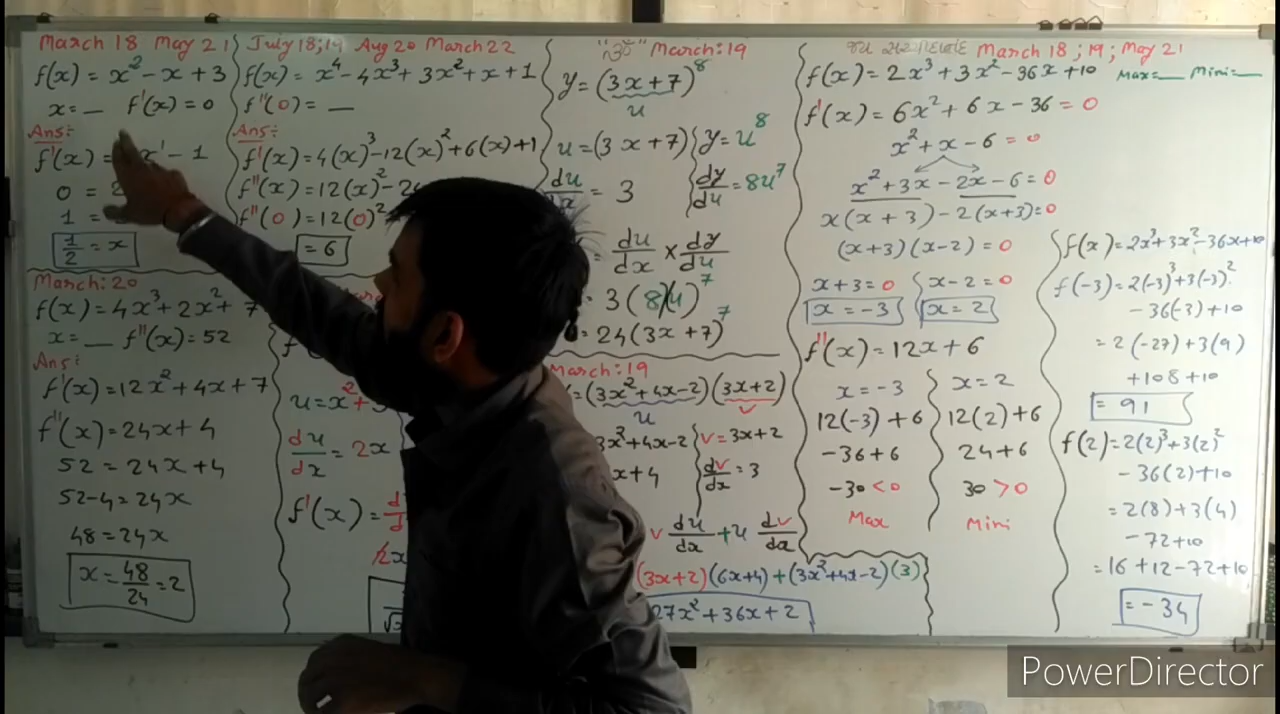 March 18 May 21
f(x) = x² - x + 3
x = __ f'(x) = 0
Ans:
f'(x) = x¹ - 1
0 = 2
1 =
1/2 = x
March: 20
f(x) = 4x³ + 2x² + 7
x = __ f''(x) = 52
Ans:
f'(x) = 12x² + 4x + 7
f''(x) = 24x + 4
52 = 24x + 4
52 - 4 = 24x
48 = 24x
x = 48/24 = 2
July 18; 19 Aug 20 March 22
f(x) = x⁴ - 4x³ + 3x² + x + 1
f''(0) = __
Ans:
f'(x) = 4(x)³ - 12(x)² + 6(x) + 1
f''(x) = 12(x)² - 2
f''(0) = 12(0)²
= 6
u = x² +
du/dx = 2x
f'(x) =
March: 19
y = (3x + 7)⁸
u
u = (3x + 7) y = u⁸
du/dx = 3 dy/du = 8u⁷
= du/dx × dy/du
= 3 (8)(u)⁷
= 24(3x + 7)⁷
March: 19
= (3x² + 4x - 2)(3x + 2)
u v
3x² + 4x - 2 v = 3x + 2
x + 4 dv/dx = 3
v du/dx + u dv/dx
(3x + 2)(6x + 4) + (3x² + 4x - 2)(3)
27x² + 36x + 2
March 18; 19; May 21
f(x) = 2x³ + 3x² - 36x + 10 Max = __ Mini = __
f'(x) = 6x² + 6x - 36 = 0
x² + x - 6 = 0
x² + 3x - 2x - 6 = 0
x(x + 3) - 2(x + 3) = 0
(x + 3)(x - 2) = 0
x + 3 = 0 x - 2 = 0
x = -3 x = 2
f''(x) = 12x + 6
x = -3 x = 2
12(-3) + 6 12(2) + 6
-36 + 6 24 + 6
-30 < 0 30 > 0
Max Mini
f(x) = 2x³ + 3x² - 36x + 10
f(-3) = 2(-3)³ + 3(-3)²
- 36(-3) + 10
= 2(-27) + 3(9)
+ 108 + 10
= 91
f(2) = 2(2)³ + 3(2)²
- 36(2) + 10
= 2(8) + 3(4)
- 72 + 10
= 16 + 12 - 72 + 10
= -34
PowerDirector